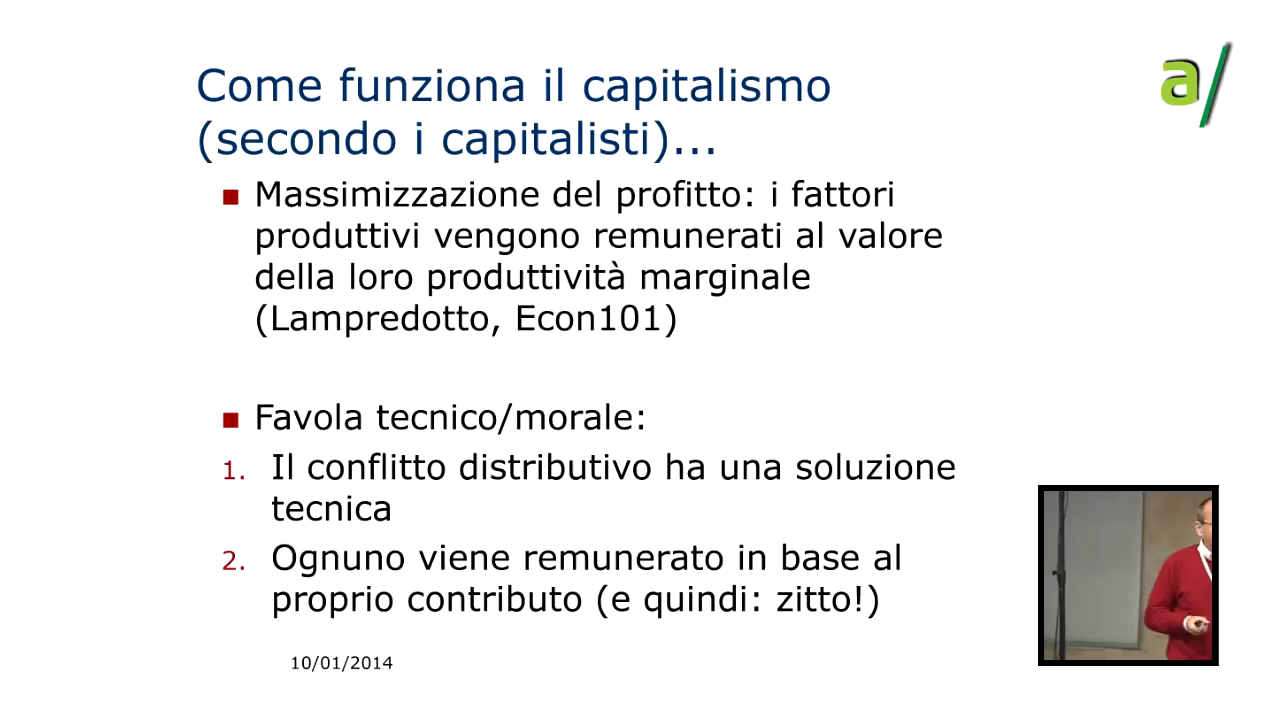 a/
Come funziona il capitalismo
(secondo i capitalisti)...
Massimizzazione del profitto: i fattori
produttivi vengono remunerati al valore
della loro produttività marginale
(Lampredotto, Econ101)
Favola tecnico/morale:
1. Il conflitto distributivo ha una soluzione
tecnica
2. Ognuno viene remunerato in base al
proprio contributo (e quindi: zitto!)
10/01/2014